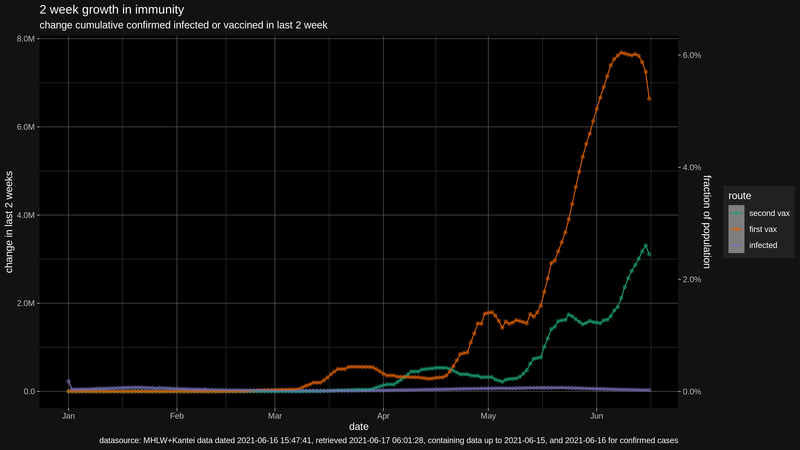 2 week growth in immunity
change cumulative confirmed infected or vaccined in last 2 week
8.0M
6.0M
4.0M
2.0M
0.0
change in last 2 weeks
6.0%
4.0%
2.0%
0.0%
fraction of population
route
second vax
first vax
infected
Jan
Feb
Mar
Apr
May
Jun
date
datasource: MHLW+Kantei data dated 2021-06-16 15:47:41, retrieved 2021-06-17 06:01:28, containing data up to 2021-06-15, and 2021-06-16 for confirmed cases